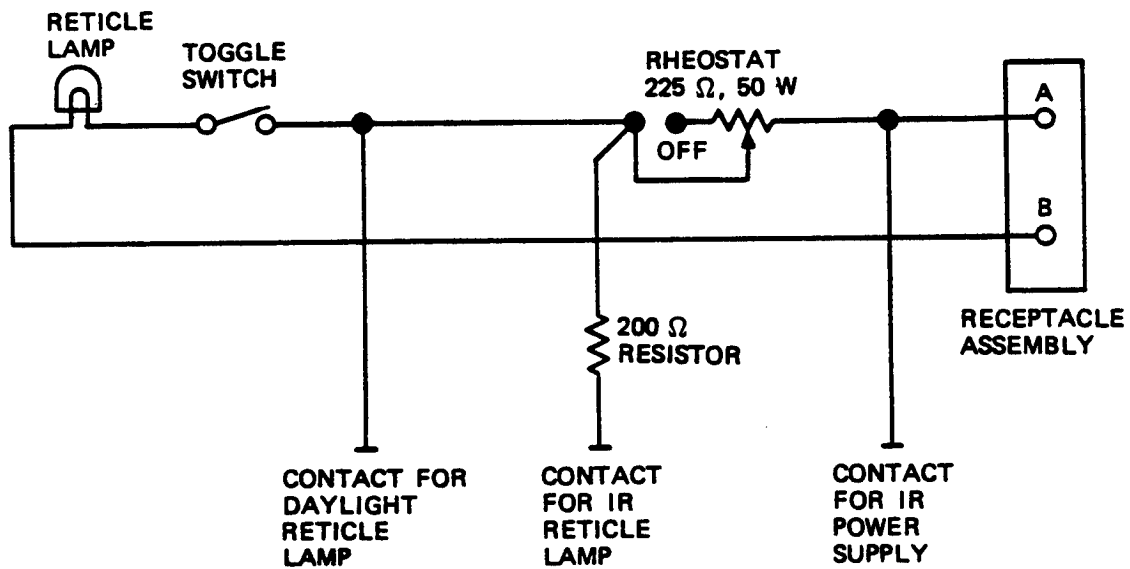 RETICLE
LAMP
TOGGLE
SWITCH
RHEOSTAT
225 Ω, 50 W
OFF
A
B
200 Ω
RESISTOR
RECEPTACLE
ASSEMBLY
CONTACT FOR
DAYLIGHT
RETICLE
LAMP
CONTACT
FOR IR
RETICLE
LAMP
CONTACT
FOR IR
POWER
SUPPLY